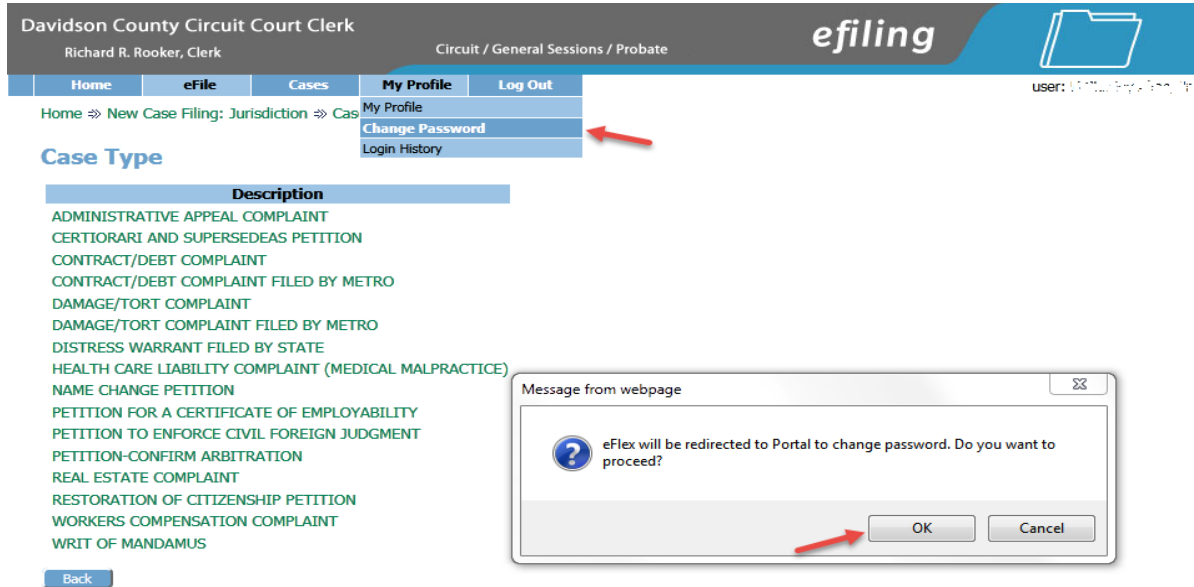 Davidson County Circuit Court Clerk
Richard R. Rooker, Clerk
Circuit / General Sessions / Probate
efiling
Home eFile Cases My Profile Log Out
user:
Home ⇒ New Case Filing: Jurisdiction ⇒ Cas
My Profile
Change Password
Login History
Case Type
Description
ADMINISTRATIVE APPEAL COMPLAINT
CERTIORARI AND SUPERSEDEAS PETITION
CONTRACT/DEBT COMPLAINT
CONTRACT/DEBT COMPLAINT FILED BY METRO
DAMAGE/TORT COMPLAINT
DAMAGE/TORT COMPLAINT FILED BY METRO
DISTRESS WARRANT FILED BY STATE
HEALTH CARE LIABILITY COMPLAINT (MEDICAL MALPRACTICE)
NAME CHANGE PETITION
PETITION FOR A CERTIFICATE OF EMPLOYABILITY
PETITION TO ENFORCE CIVIL FOREIGN JUDGMENT
PETITION-CONFIRM ARBITRATION
REAL ESTATE COMPLAINT
RESTORATION OF CITIZENSHIP PETITION
WORKERS COMPENSATION COMPLAINT
WRIT OF MANDAMUS
Back
Message from webpage
eFlex will be redirected to Portal to change password. Do you want to
proceed?
OK Cancel